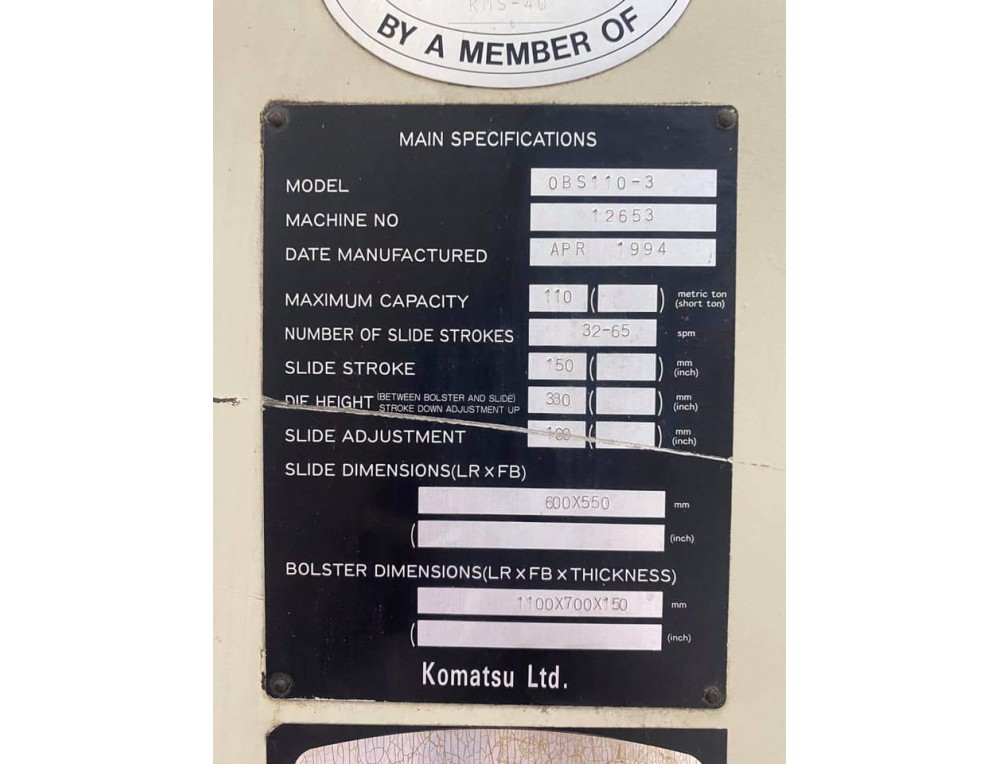 KMS-40
BY A MEMBER OF
MAIN SPECIFICATIONS
MODEL OBS110-3
MACHINE NO 12653
DATE MANUFACTURED APR 1994
MAXIMUM CAPACITY 110 ( ) metric ton (short ton)
NUMBER OF SLIDE STROKES 32-65 spm
SLIDE STROKE 150 ( ) mm (inch)
DIE HEIGHT (BETWEEN BOLSTER AND SLIDE) STROKE DOWN ADJUSTMENT UP 330 ( ) mm (inch)
SLIDE ADJUSTMENT ( ) mm (inch)
SLIDE DIMENSIONS(LR×FB)
600X550 mm
( (inch)
BOLSTER DIMENSIONS(LR×FB×THICKNESS)
1100X700X150 mm
( (inch)
Komatsu Ltd.